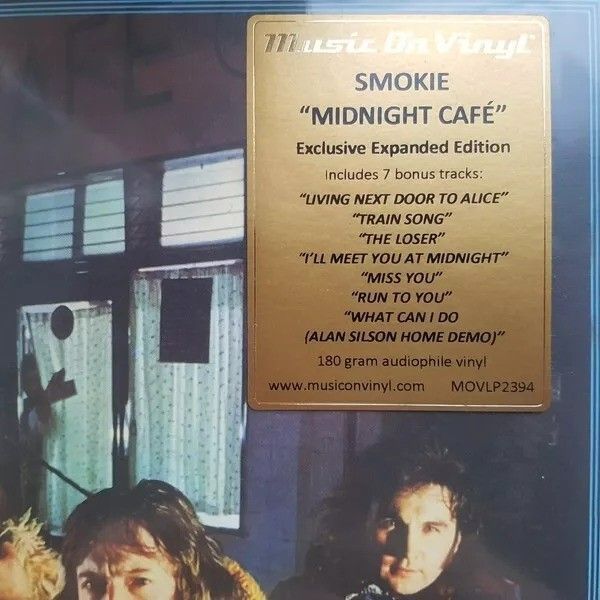 Music On Vinyl
SMOKIE
“MIDNIGHT CAFÉ”
Exclusive Expanded Edition
Includes 7 bonus tracks:
“LIVING NEXT DOOR TO ALICE”
“TRAIN SONG”
“THE LOSER”
“I’LL MEET YOU AT MIDNIGHT”
“MISS YOU”
“RUN TO YOU”
“WHAT CAN I DO
(ALAN SILSON HOME DEMO)”
180 gram audiophile vinyl
www.musiconvinyl.com MOVLP2394